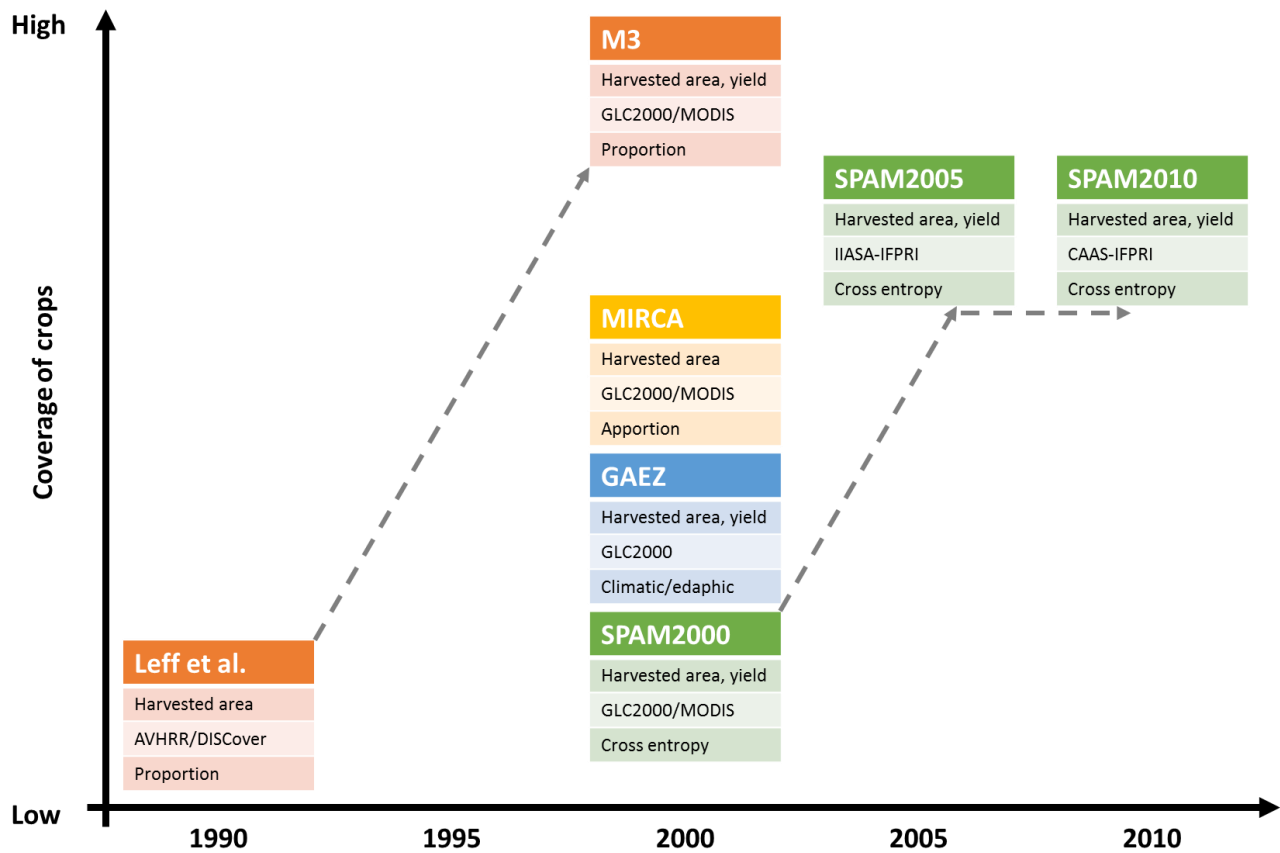 High
Coverage of crops
Low
M3
Harvested area, yield
GLC2000/MODIS
Proportion
SPAM2005
Harvested area, yield
IIASA-IFPRI
Cross entropy
SPAM2010
Harvested area, yield
CAAS-IFPRI
Cross entropy
MIRCA
Harvested area
GLC2000/MODIS
Apportion
GAEZ
Harvested area, yield
GLC2000
Climatic/edaphic
SPAM2000
Harvested area, yield
GLC2000/MODIS
Cross entropy
Leff et al.
Harvested area
AVHRR/DISCover
Proportion
1990
1995
2000
2005
2010